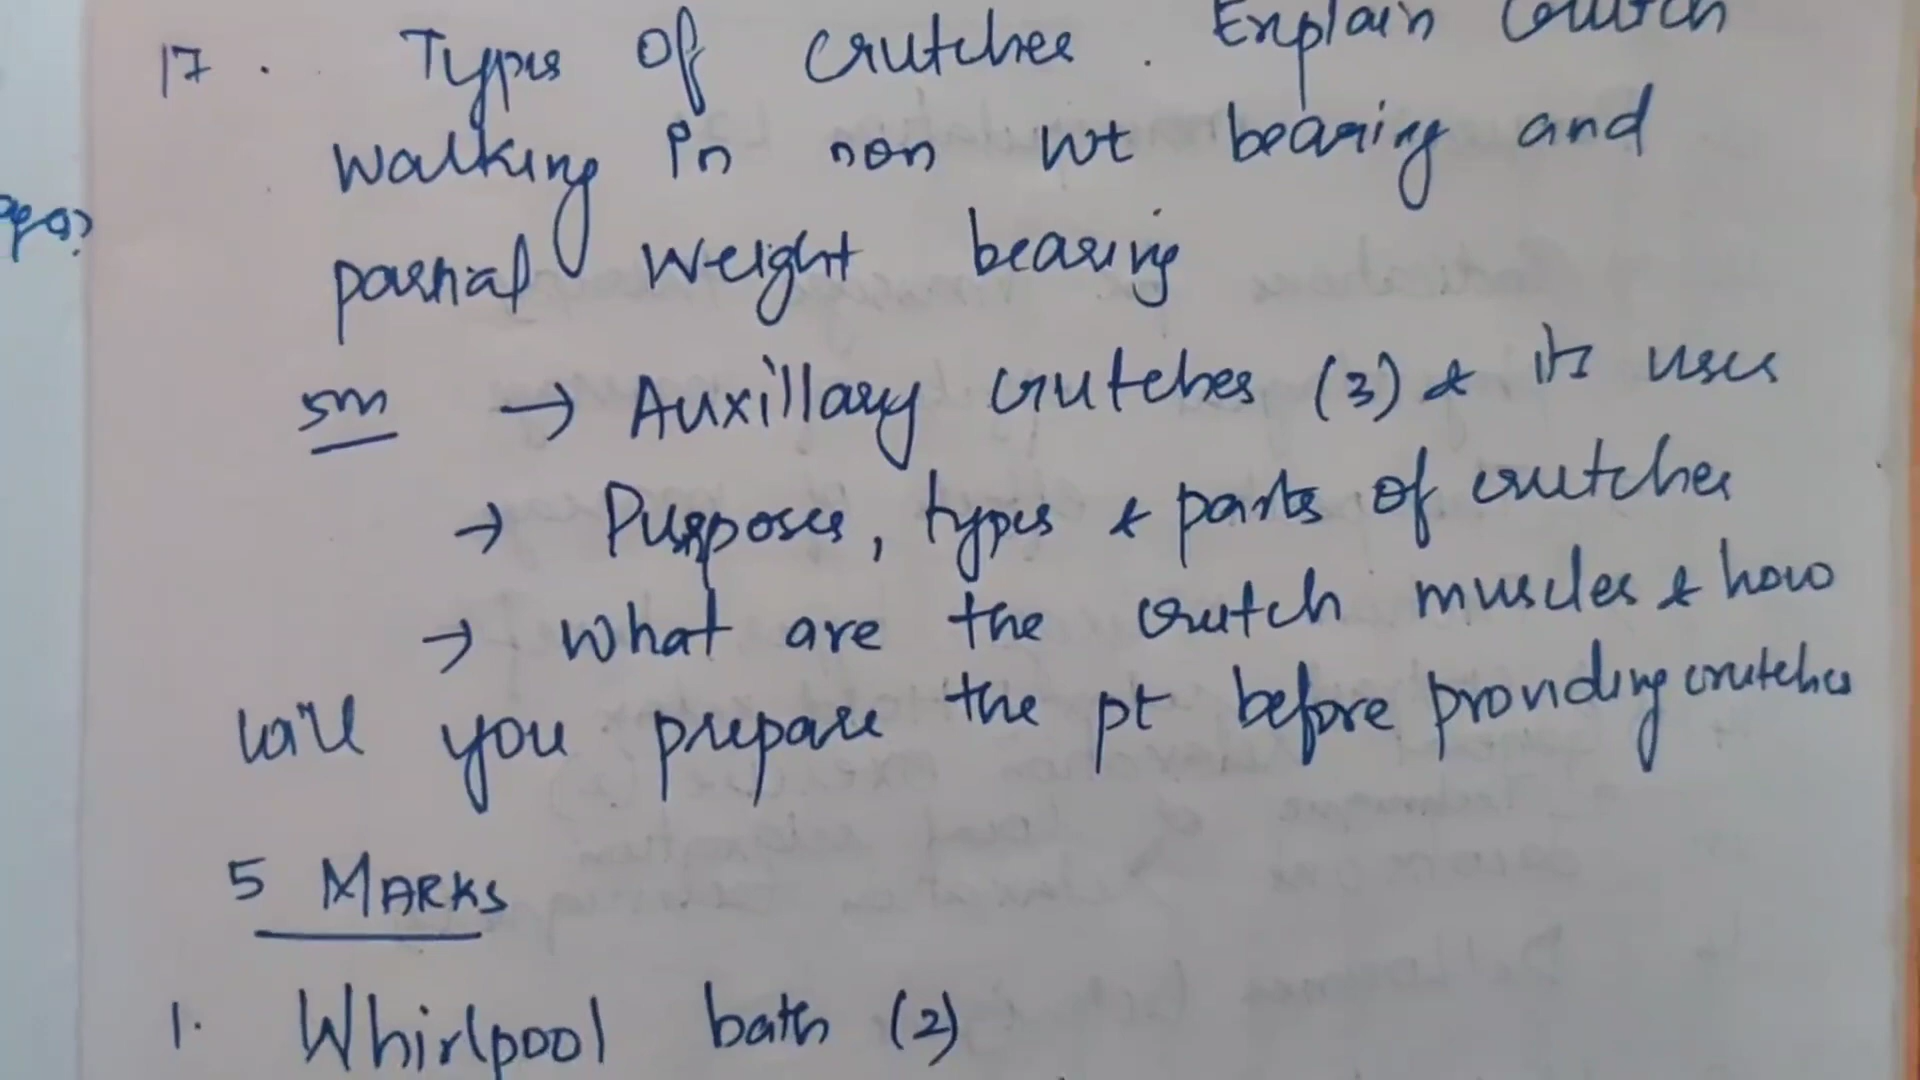 17. Types of crutches. Explain crutch
walking in non wt bearing and
partial weight bearing
5m → Auxillary crutches (3) & its uses
→ Purposes, types & parts of crutches
→ What are the crutch muscles & how
will you prepare the pt before providing crutches
5 MARKS
1. Whirlpool bath (2)